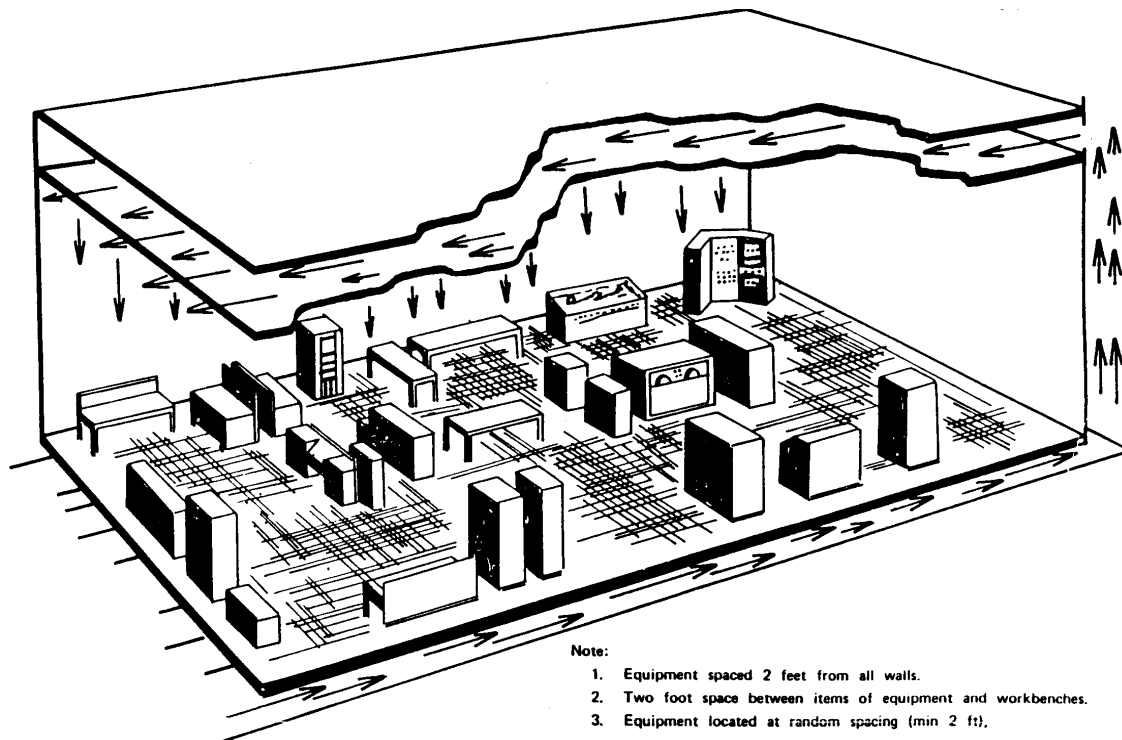 Note:
1. Equipment spaced 2 feet from all walls.
2. Two foot space between items of equipment and workbenches.
3. Equipment located at random spacing (min 2 ft),